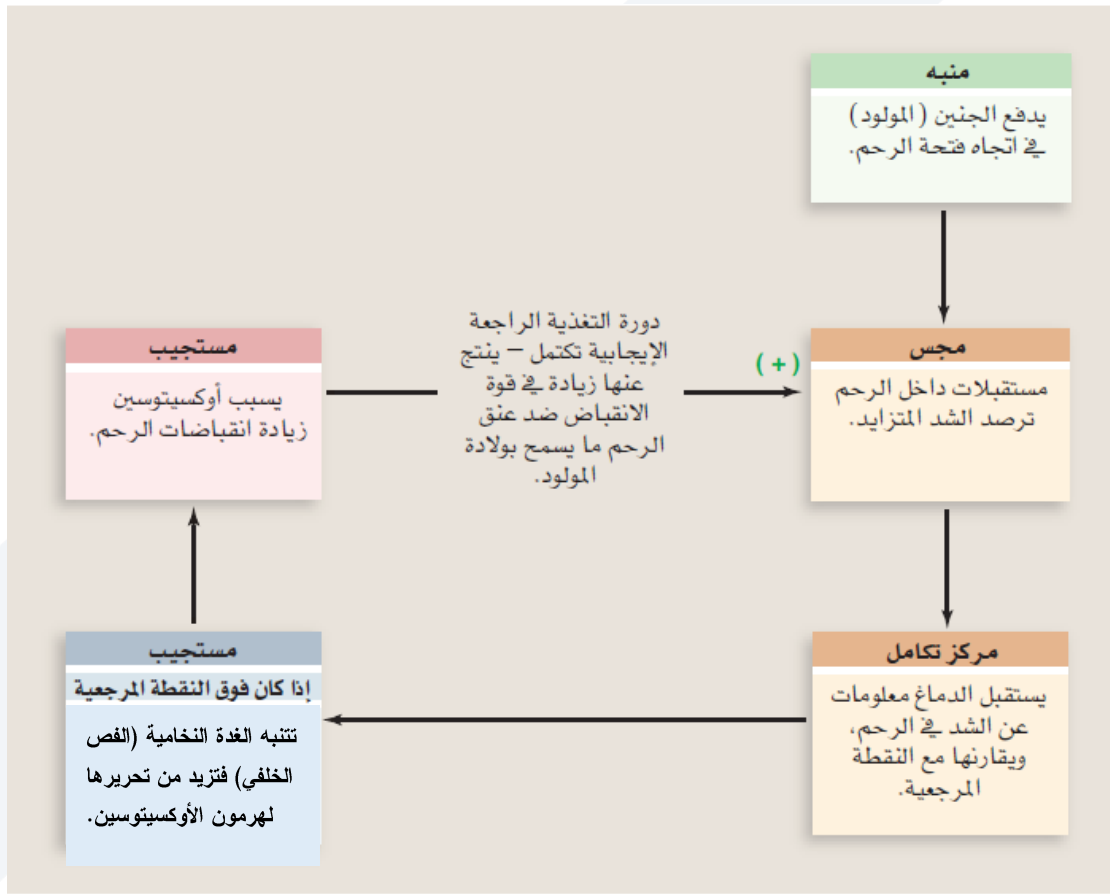 منبه
يدفع الجنين (المولود)
في اتجاه فتحة الرحم.
مجس
مستقبلات داخل الرحم
ترصد الشد المتزايد.
مركز تكامل
يستقبل الدماغ معلومات
عن الشد في الرحم،
ويقارنها مع النقطة
المرجعية.
مستجيب
إذا كان فوق النقطة المرجعية
تتنبه الغدة النخامية (الفص
الخلفي) فتزيد من تحريرها
لهرمون الأوكسيتوسين.
مستجيب
يسبب أوكسيتوسين
زيادة انقباضات الرحم.
دورة التغذية الراجعة
الإيجابية تكتمل – ينتج
عنها زيادة في قوة
الانقباض ضد عنق
الرحم ما يسمح بولادة
المولود.
(+)